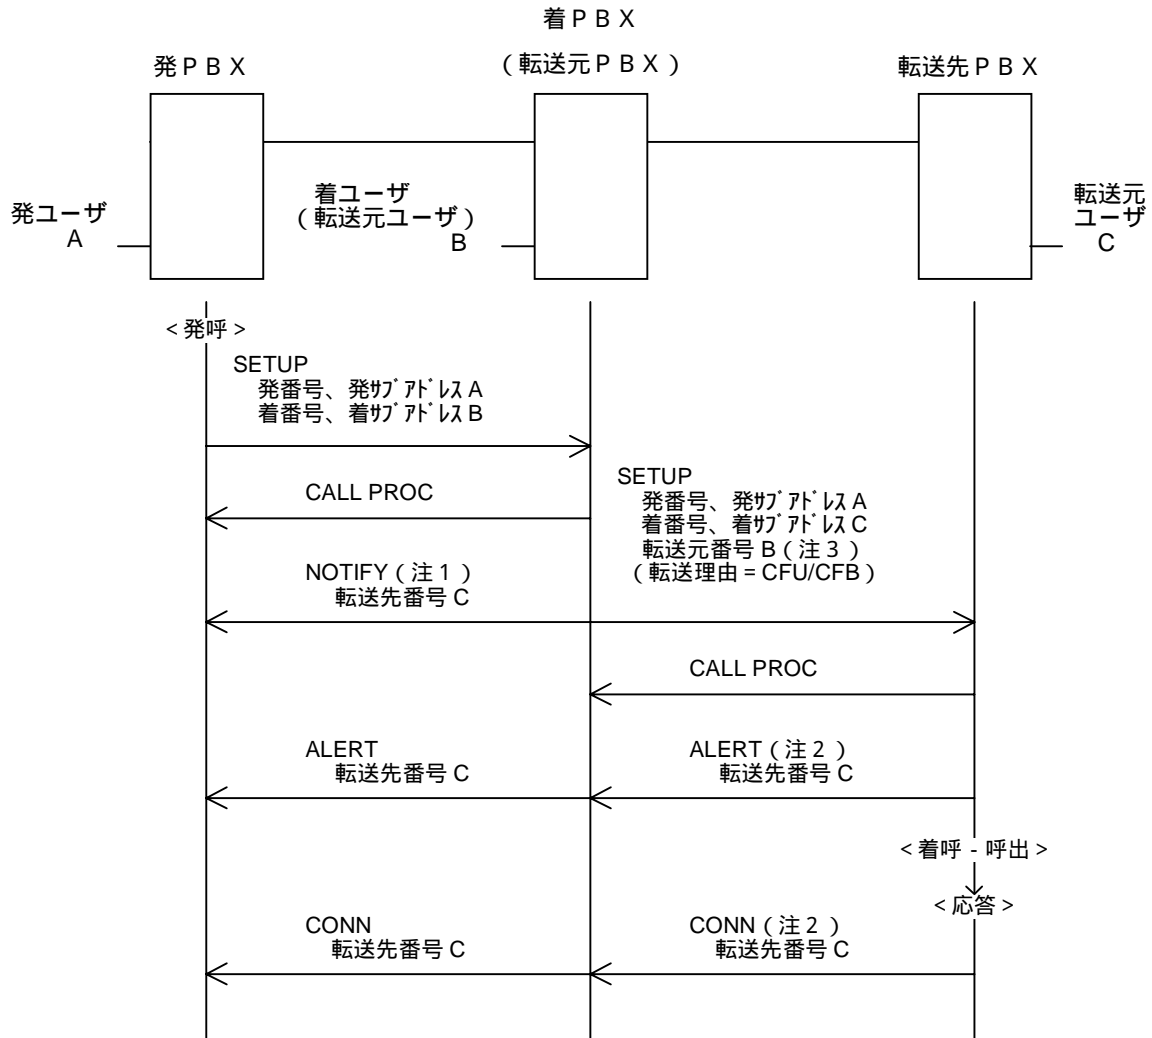 着ＰＢＸ
発ＰＢＸ
（転送元ＰＢＸ）
転送先ＰＢＸ
発ユーザ
A
着ユーザ
（転送元ユーザ）
B
転送元
ユーザ
C
＜発呼＞
SETUP
発番号、発ｻﾌﾞｱﾄﾞﾚｽ A
着番号、着ｻﾌﾞｱﾄﾞﾚｽ B
CALL PROC
SETUP
発番号、発ｻﾌﾞｱﾄﾞﾚｽ A
着番号、着ｻﾌﾞｱﾄﾞﾚｽ C
転送元番号 B（注３）
（転送理由 = CFU/CFB）
NOTIFY（注１）
転送先番号 C
CALL PROC
ALERT
転送先番号 C
ALERT（注２）
転送先番号 C
＜着呼 - 呼出＞
＜応答＞
CONN
転送先番号 C
CONN（注２）
転送先番号 C